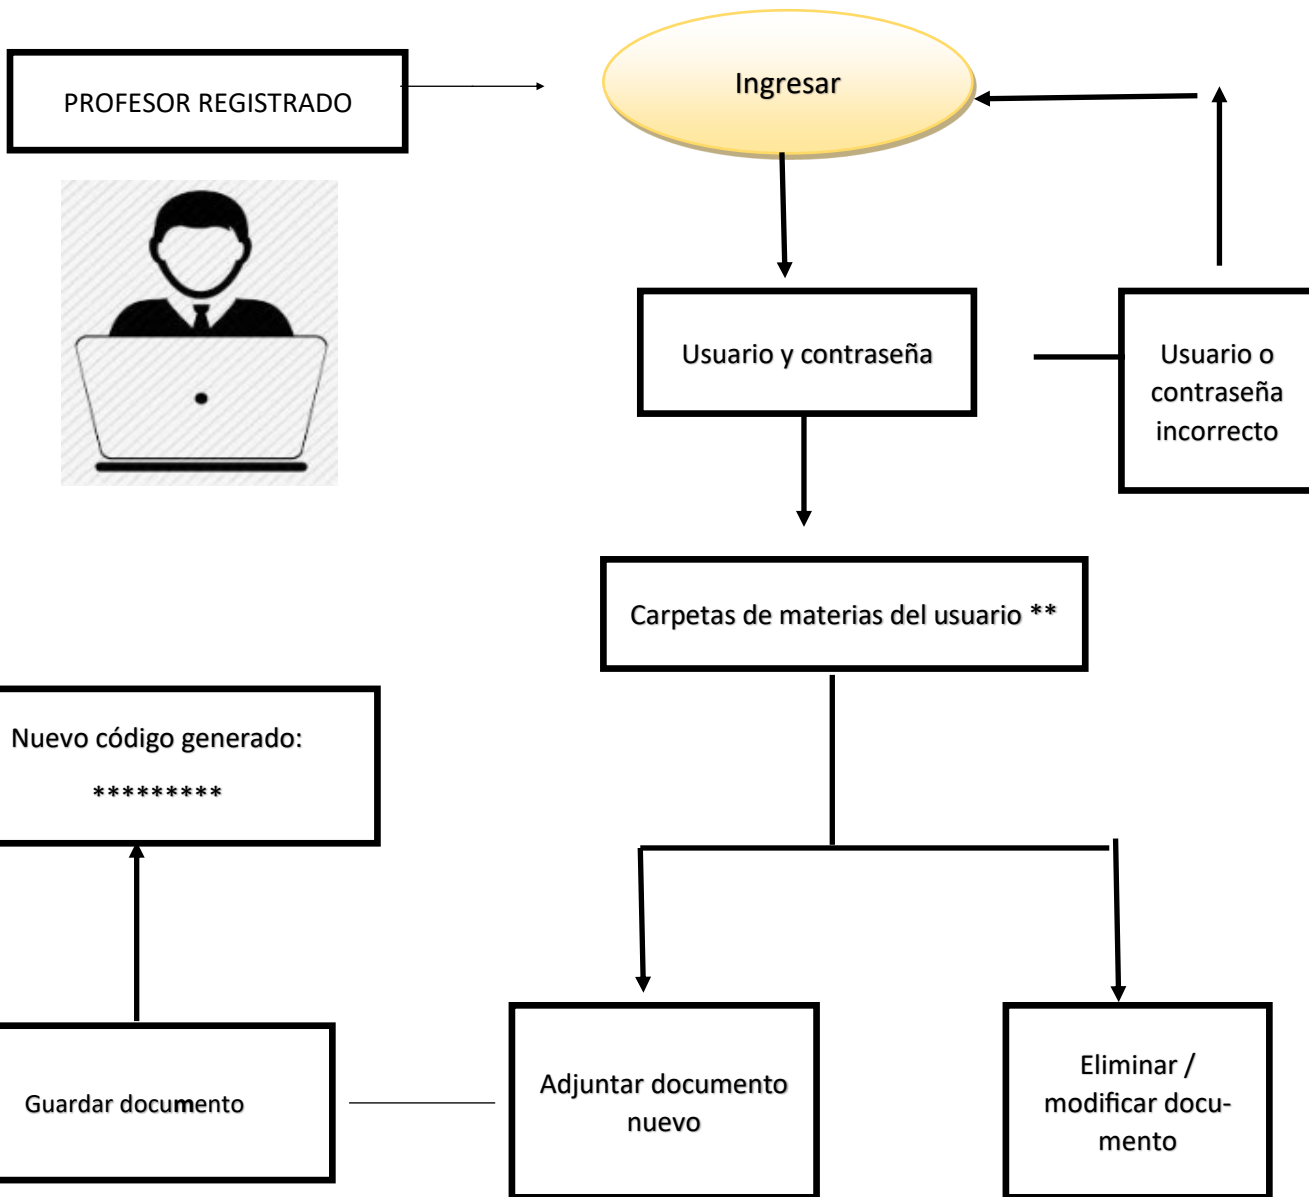 PROFESOR REGISTRADO
Ingresar
Usuario y contraseña
Usuario o
contraseña
incorrecto
Carpetas de materias del usuario **
Nuevo código generado:
*********
Guardar documento
Adjuntar documento
nuevo
Eliminar /
modificar docu-
mento